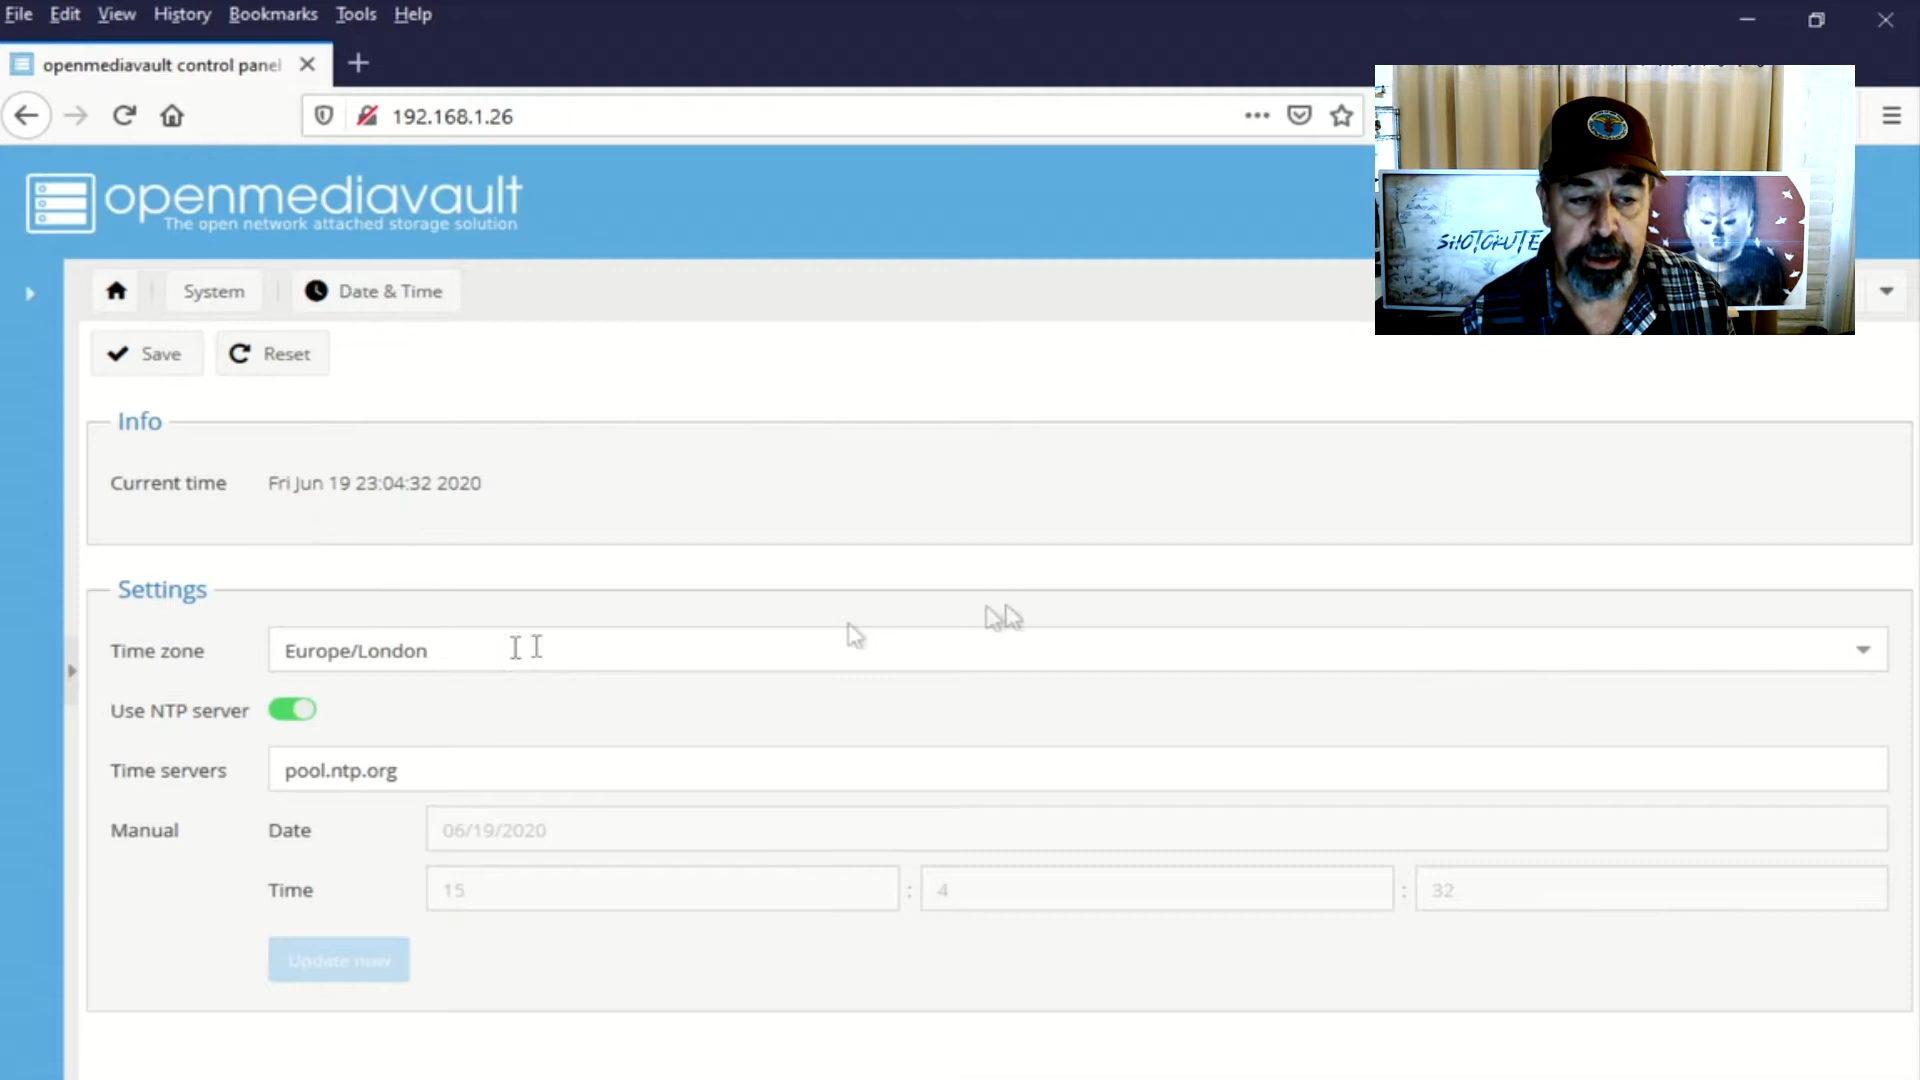 File Edit View History Bookmarks Tools Help
openmediavault control panel
192.168.1.26
openmediavault
The open network attached storage solution
SHOTOKUTE
System
Date & Time
Save Reset
Info
Current time Fri Jun 19 23:04:32 2020
Settings
Time zone Europe/London
Use NTP server
Time servers pool.ntp.org
Manual Date 06/19/2020
Time 15 : 4 : 32
Update now